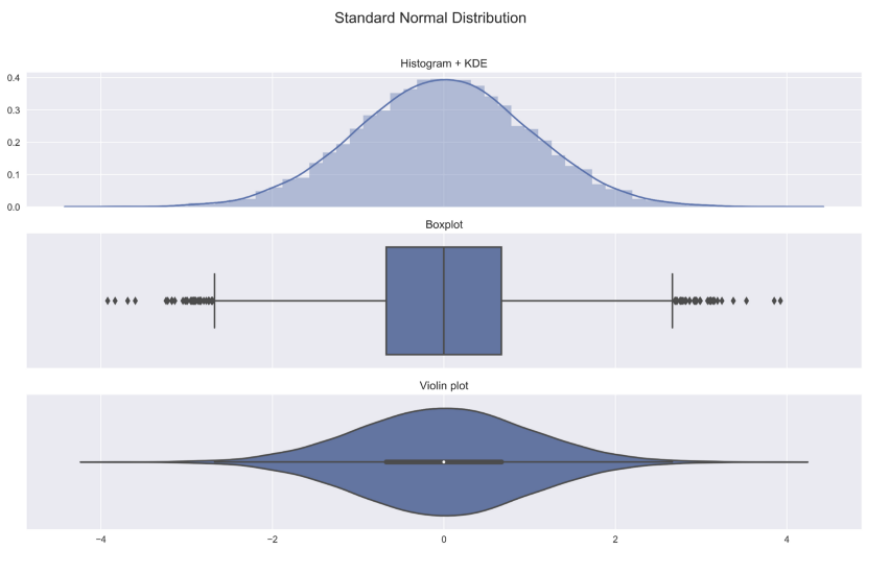 Standard Normal Distribution
Histogram + KDE
0.4
0.3
0.2
0.1
0.0
Boxplot
Violin plot
−4 −2 0 2 4